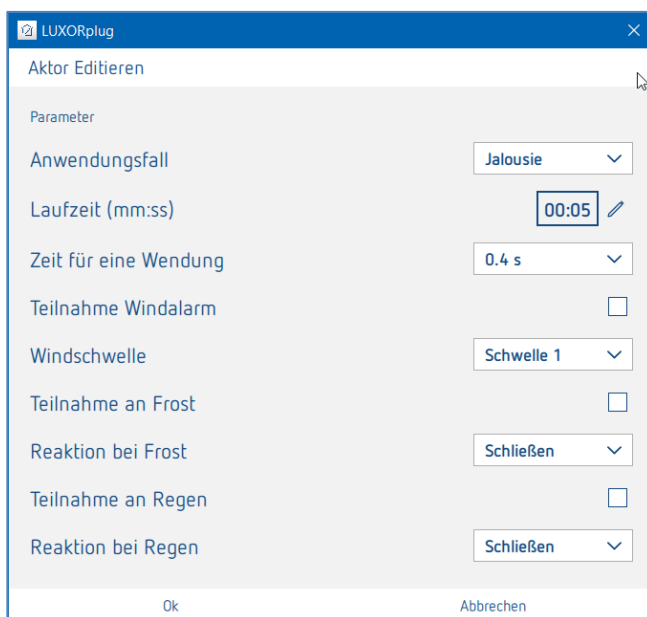 LUXORplug
Aktor Editieren
Parameter
Anwendungsfall Jalousie
Laufzeit (mm:ss) 00:05
Zeit für eine Wendung 0.4 s
Teilnahme Windalarm
Windschwelle Schwelle 1
Teilnahme an Frost
Reaktion bei Frost Schließen
Teilnahme an Regen
Reaktion bei Regen Schließen
Ok Abbrechen